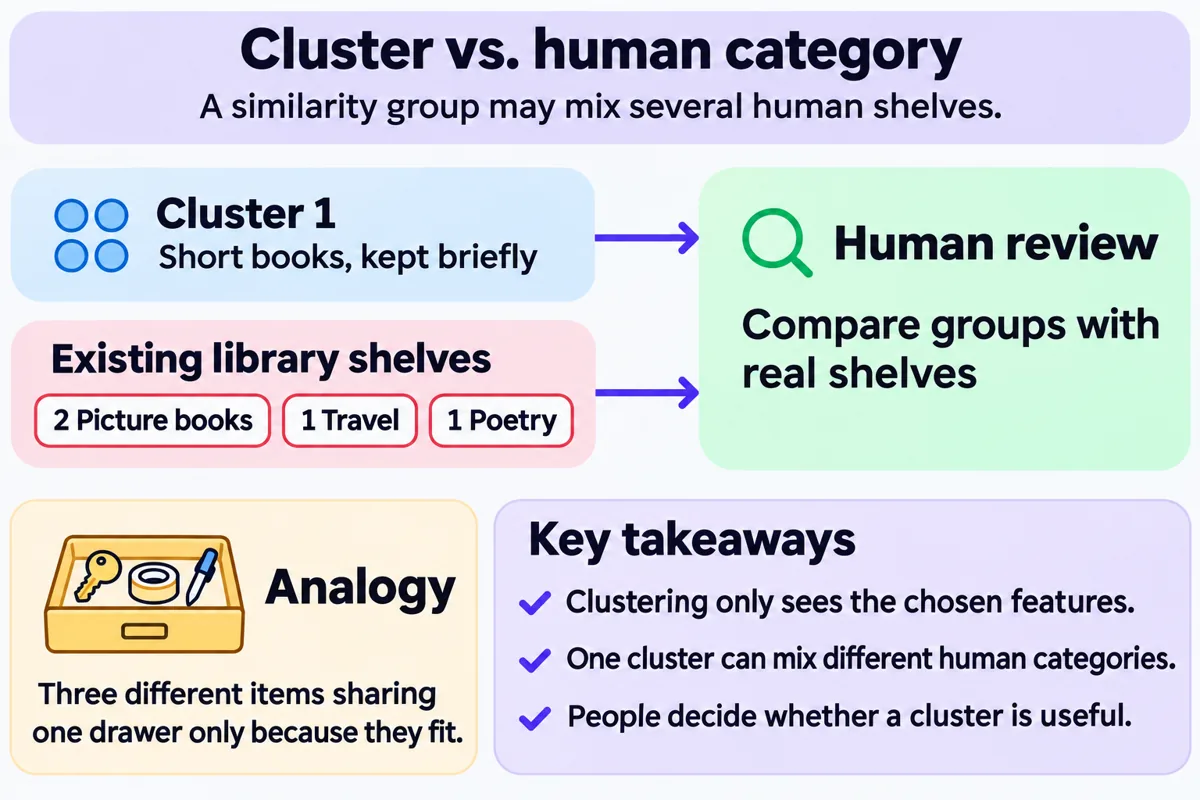 Cluster vs. human category
A similarity group may mix several human shelves.
Cluster 1
Short books, kept briefly
Existing library shelves
2 Picture books
1 Travel
1 Poetry
Human review
Compare groups with
real shelves
Analogy
Three different items sharing
one drawer only because they fit.
Key takeaways
Clustering only sees the chosen features.
One cluster can mix different human categories.
People decide whether a cluster is useful.